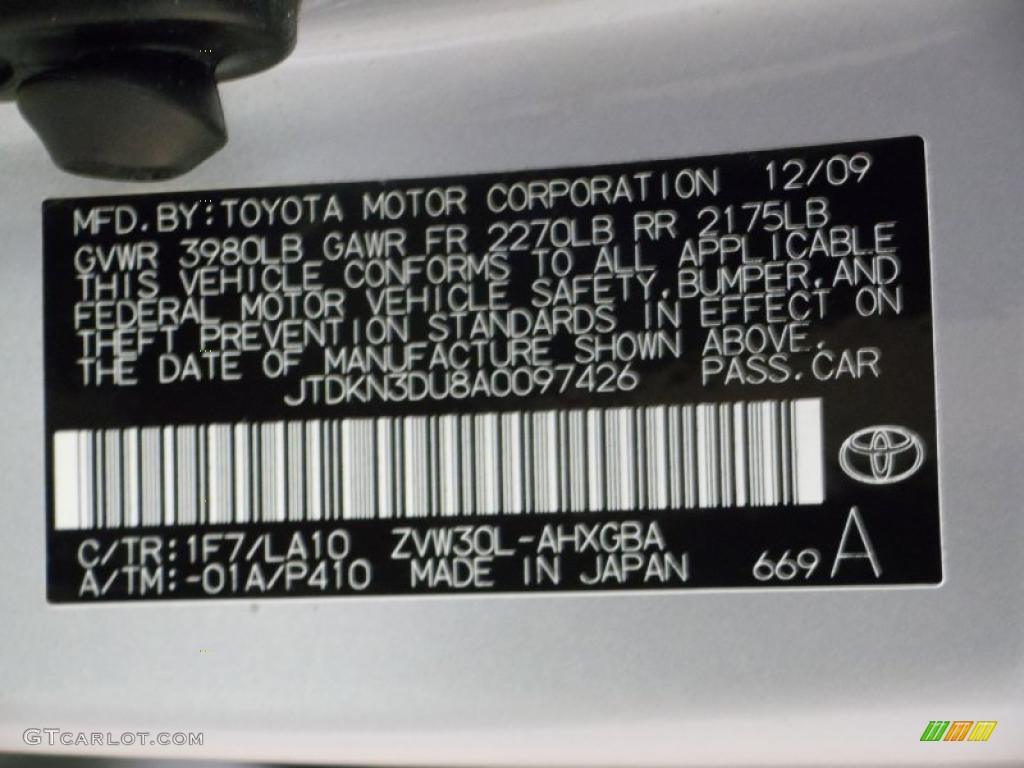 MFD. BY: TOYOTA MOTOR CORPORATION 12/09
GVWR 3980LB GAWR FR 2270LB RR 2175LB
THIS VEHICLE CONFORMS TO ALL APPLICABLE
FEDERAL MOTOR VEHICLE SAFETY, BUMPER, AND
THEFT PREVENTION STANDARDS IN EFFECT ON
THE DATE OF MANUFACTURE SHOWN ABOVE.
JTDKN3DU8A0097426 PASS. CAR
C/TR: 1F7/LA10 ZVW30L-AHXGBA
A/TM: -01A/P410 MADE IN JAPAN 669 A
GTCARLOT.COM